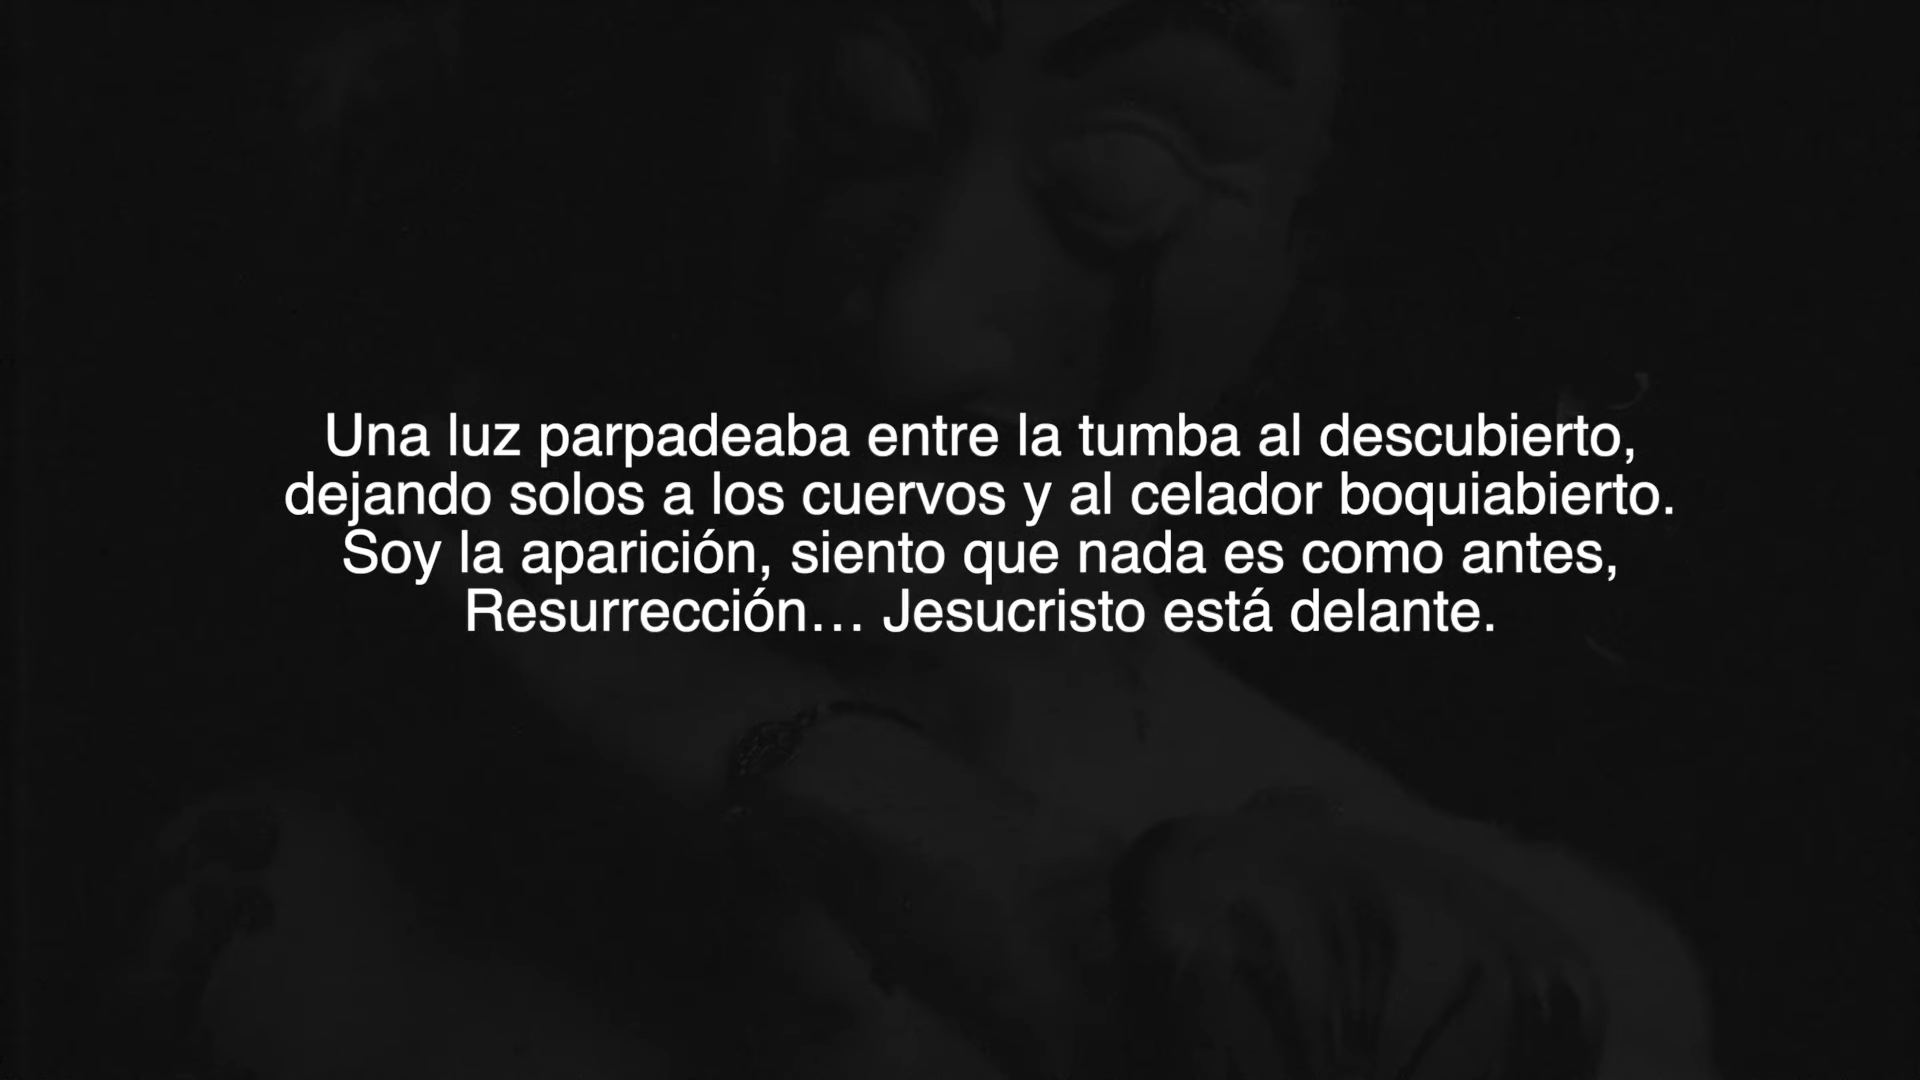 Una luz parpadeaba entre la tumba al descubierto,
dejando solos a los cuervos y al celador boquiabierto.
Soy la aparición, siento que nada es como antes,
Resurrección… Jesucristo está delante.